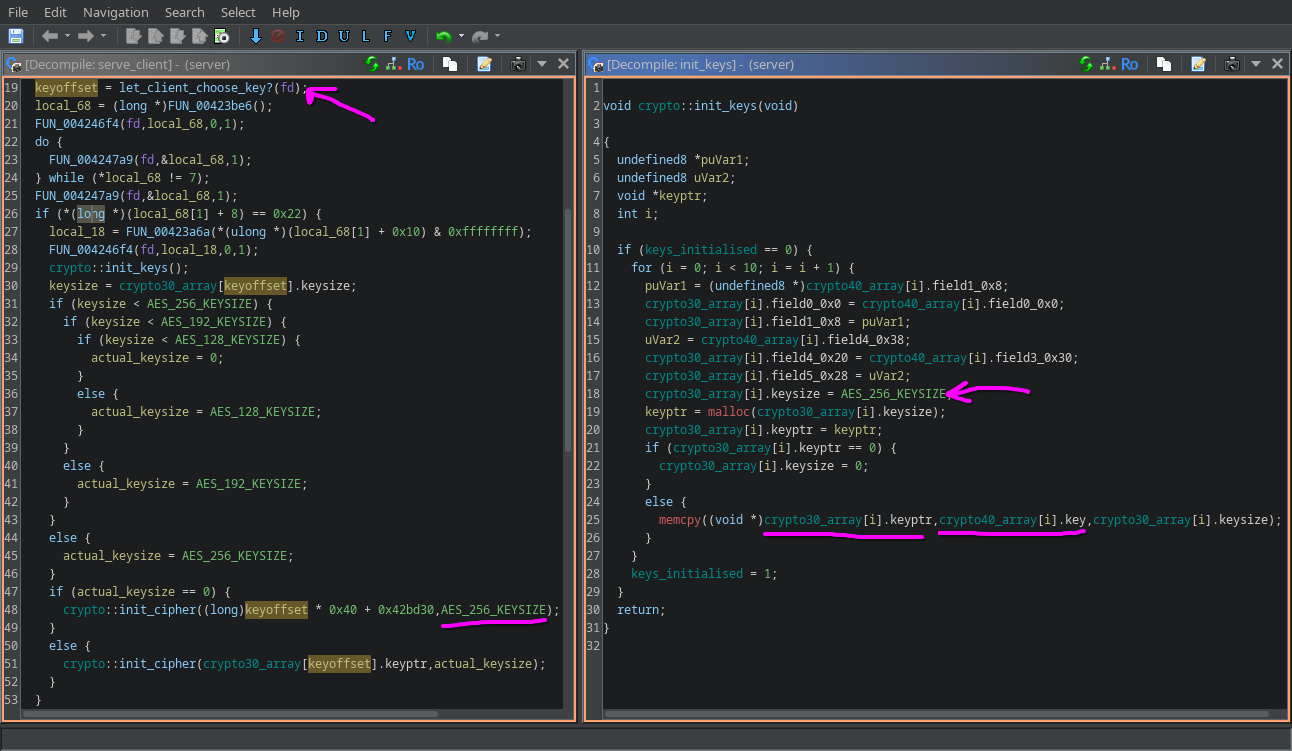 File Edit Navigation Search Select Help
I D U L F V
[Decompile: serve_client] - (server)
Ro
19 keyoffset = let_client_choose_key?(fd);
20 local_68 = (long *)FUN_00423be6();
21 FUN_004246f4(fd,local_68,0,1);
22 do {
23 FUN_004247a9(fd,&local_68,1);
24 } while (*local_68 != 7);
25 FUN_004247a9(fd,&local_68,1);
26 if (*(long *)(local_68[1] + 8) == 0x22) {
27 local_18 = FUN_00423a6a(*(ulong *)(local_68[1] + 0x10) & 0xffffffff);
28 FUN_004246f4(fd,local_18,0,1);
29 crypto::init_keys();
30 keysize = crypto30_array[keyoffset].keysize;
31 if (keysize < AES_256_KEYSIZE) {
32 if (keysize < AES_192_KEYSIZE) {
33 if (keysize < AES_128_KEYSIZE) {
34 actual_keysize = 0;
35 }
36 else {
37 actual_keysize = AES_128_KEYSIZE;
38 }
39 }
40 else {
41 actual_keysize = AES_192_KEYSIZE;
42 }
43 }
44 else {
45 actual_keysize = AES_256_KEYSIZE;
46 }
47 if (actual_keysize == 0) {
48 crypto::init_cipher((long)keyoffset * 0x40 + 0x42bd30,AES_256_KEYSIZE);
49 }
50 else {
51 crypto::init_cipher(crypto30_array[keyoffset].keyptr,actual_keysize);
52 }
53 }
[Decompile: init_keys] - (server)
Ro
1
2 void crypto::init_keys(void)
3
4 {
5 undefined8 *puVar1;
6 undefined8 uVar2;
7 void *keyptr;
8 int i;
9
10 if (keys_initialised == 0) {
11 for (i = 0; i < 10; i = i + 1) {
12 puVar1 = (undefined8 *)crypto40_array[i].field1_0x8;
13 crypto30_array[i].field0_0x0 = crypto40_array[i].field0_0x0;
14 crypto30_array[i].field1_0x8 = puVar1;
15 uVar2 = crypto40_array[i].field4_0x38;
16 crypto30_array[i].field4_0x20 = crypto40_array[i].field3_0x30;
17 crypto30_array[i].field5_0x28 = uVar2;
18 crypto30_array[i].keysize = AES_256_KEYSIZE;
19 keyptr = malloc(crypto30_array[i].keysize);
20 crypto30_array[i].keyptr = keyptr;
21 if (crypto30_array[i].keyptr == 0) {
22 crypto30_array[i].keysize = 0;
23 }
24 else {
25 memcpy((void *)crypto30_array[i].keyptr,crypto40_array[i].key,crypto30_array[i].keysize);
26 }
27 }
28 keys_initialised = 1;
29 }
30 return;
31 }
32